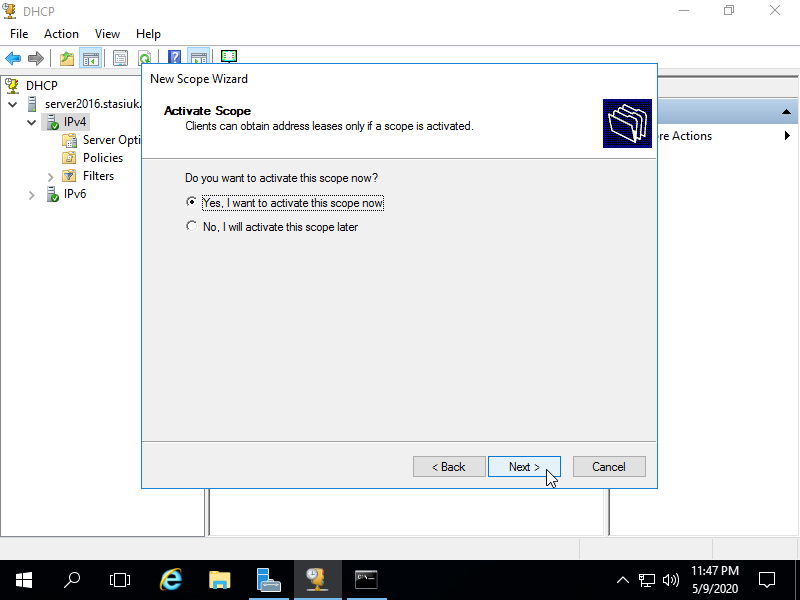 DHCP
File Action View Help
DHCP
server2016.stasiuk.
IPv4
Server Opti
Policies
Filters
IPv6
New Scope Wizard
Activate Scope
Clients can obtain address leases only if a scope is activated.
Do you want to activate this scope now?
Yes, I want to activate this scope now
No, I will activate this scope later
< Back
Next >
Cancel
re Actions
11:47 PM
5/9/2020